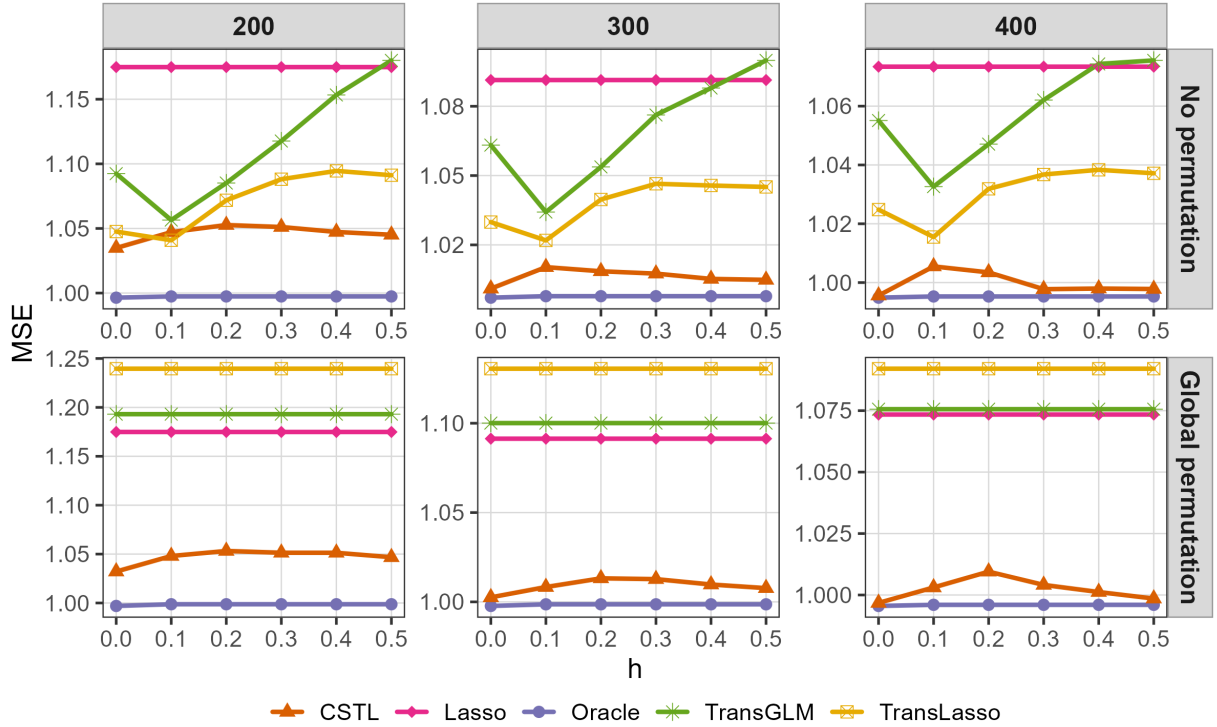 200 300 400
1.15
1.10
1.05
1.00
1.08
1.05
1.02
1.06
1.04
1.02
1.00
No permutation
0.0 0.1 0.2 0.3 0.4 0.5
0.0 0.1 0.2 0.3 0.4 0.5
0.0 0.1 0.2 0.3 0.4 0.5
MSE
1.25
1.20
1.15
1.10
1.05
1.00
1.10
1.05
1.00
1.075
1.050
1.025
1.000
Global permutation
0.0 0.1 0.2 0.3 0.4 0.5
0.0 0.1 0.2 0.3 0.4 0.5
0.0 0.1 0.2 0.3 0.4 0.5
h
CSTL Lasso Oracle TransGLM TransLasso